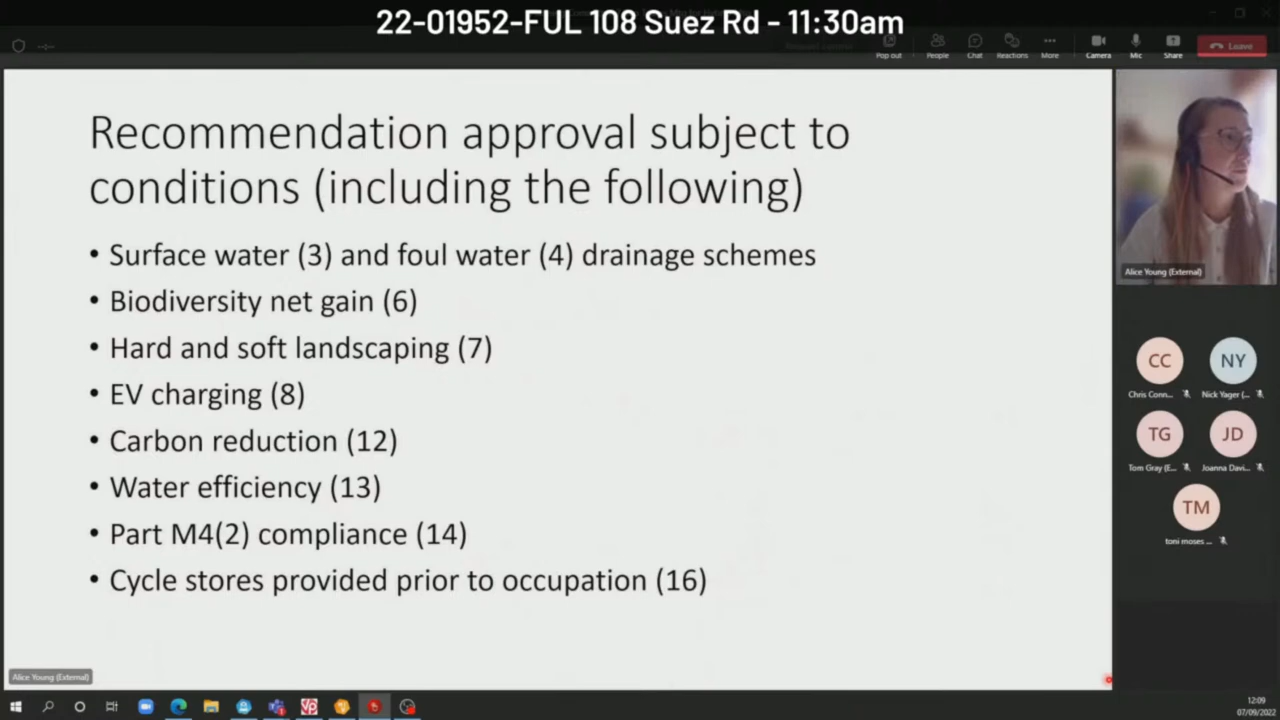 22-01952-FUL 108 Suez Rd - 11:30am
Pop out
People
Chat
Reactions
More
Camera
Mic
Share
Leave
Recommendation approval subject to
conditions (including the following)
• Surface water (3) and foul water (4) drainage schemes
• Biodiversity net gain (6)
• Hard and soft landscaping (7)
• EV charging (8)
• Carbon reduction (12)
• Water efficiency (13)
• Part M4(2) compliance (14)
• Cycle stores provided prior to occupation (16)
Alice Young (External)
CC
NY
Chris Conn...
Nick Yager (...
TG
JD
Tom Gray (E...
Joanna Davi...
TM
toni moses ...
Alice Young (External)
12:09
07/09/2022